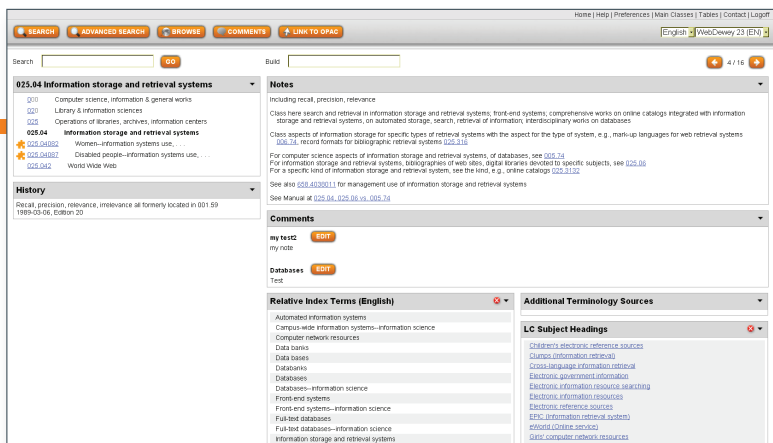 Home | Help | Preferences | Main Classes | Tables | Contact | Logoff
SEARCH ADVANCED SEARCH BROWSE COMMENTS LINK TO OPAC English WebDewey 23 (EN)
Search GO Build 4 / 16
025.04 Information storage and retrieval systems
000 Computer science, information & general works
020 Library & information sciences
025 Operations of libraries, archives, information centers
025.04 Information storage and retrieval systems
025.04082 Women--information systems use, . . .
025.04087 Disabled people--information systems use, . . .
025.042 World Wide Web
History
Recall, precision, relevance, irrelevance all formerly located in 001.59
1989-03-06, Edition 20
Notes
Including recall, precision, relevance
Class here search and retrieval in information storage and retrieval systems; front-end systems; comprehensive works on online catalogs integrated with information
storage and retrieval systems, on automated storage, search, retrieval of information; interdisciplinary works on databases
Class aspects of information storage for specific types of retrieval systems with the aspect for the type of system, e.g., mark-up languages for web retrieval systems
006.74, record formats for bibliographic retrieval systems 025.316
For computer science aspects of information storage and retrieval systems, of databases, see 005.74
For information storage and retrieval systems, bibliographies of web sites, digital libraries devoted to specific subjects, see 025.06
For a specific kind of information storage and retrieval system, see the kind, e.g., online catalogs 025.3132
See also 658.4038011 for management use of information storage and retrieval systems
See Manual at 025.04, 025.06 vs. 005.74
Comments
my test2 EDIT
my note
Databases EDIT
Test
Relative Index Terms (English)
Automated information systems
Campus-wide information systems--information science
Computer network resources
Data banks
Data bases
Databanks
Databases
Databases--information science
Front-end systems
Front-end systems--information science
Full-text databases
Full-text databases--information science
Information storage and retrieval systems
Additional Terminology Sources
LC Subject Headings
Children's electronic reference sources
Clumps (Information retrieval)
Cross-language information retrieval
Electronic government information
Electronic information resource searching
Electronic information resources
Electronic reference sources
EPIC (Information retrieval system)
eWorld (Online service)
Girls' computer network resources